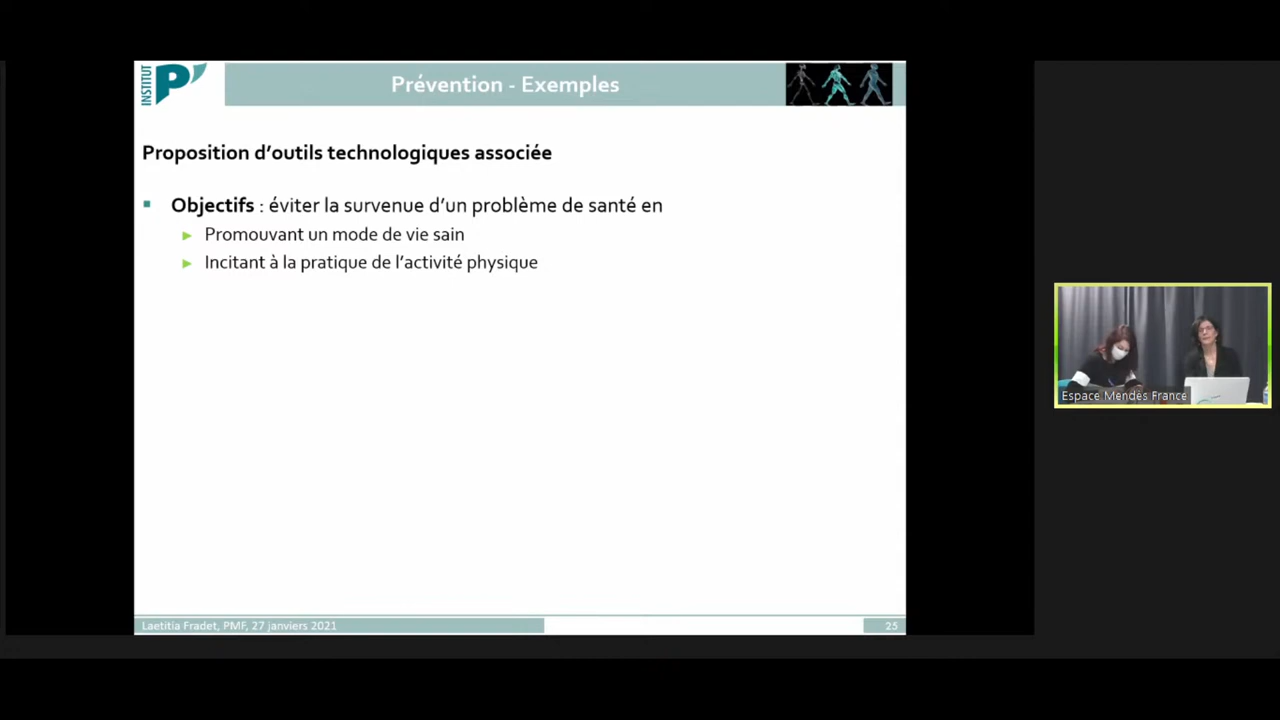 INSTITUT
P'
Prévention - Exemples
Proposition d’outils technologiques associée
Objectifs : éviter la survenue d’un problème de santé en
Promouvant un mode de vie sain
Incitant à la pratique de l’activité physique
Espace Mendès France
Laetitia Fradet, PMF, 27 janviers 2021
25